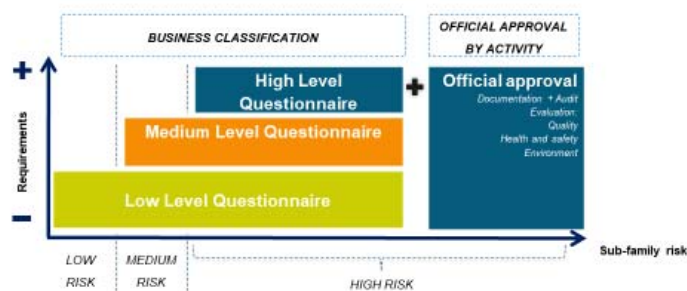 BUSINESS CLASSIFICATION
OFFICIAL APPROVAL
BY ACTIVITY
+
High Level
Questionnaire
+
Official approval
Documentation + Audit
Evaluation;
Quality
Health and safety
Environment
Medium Level Questionnaire
Requirements
Low Level Questionnaire
-
Sub-family risk
LOW
RISK
MEDIUM
RISK
HIGH RISK